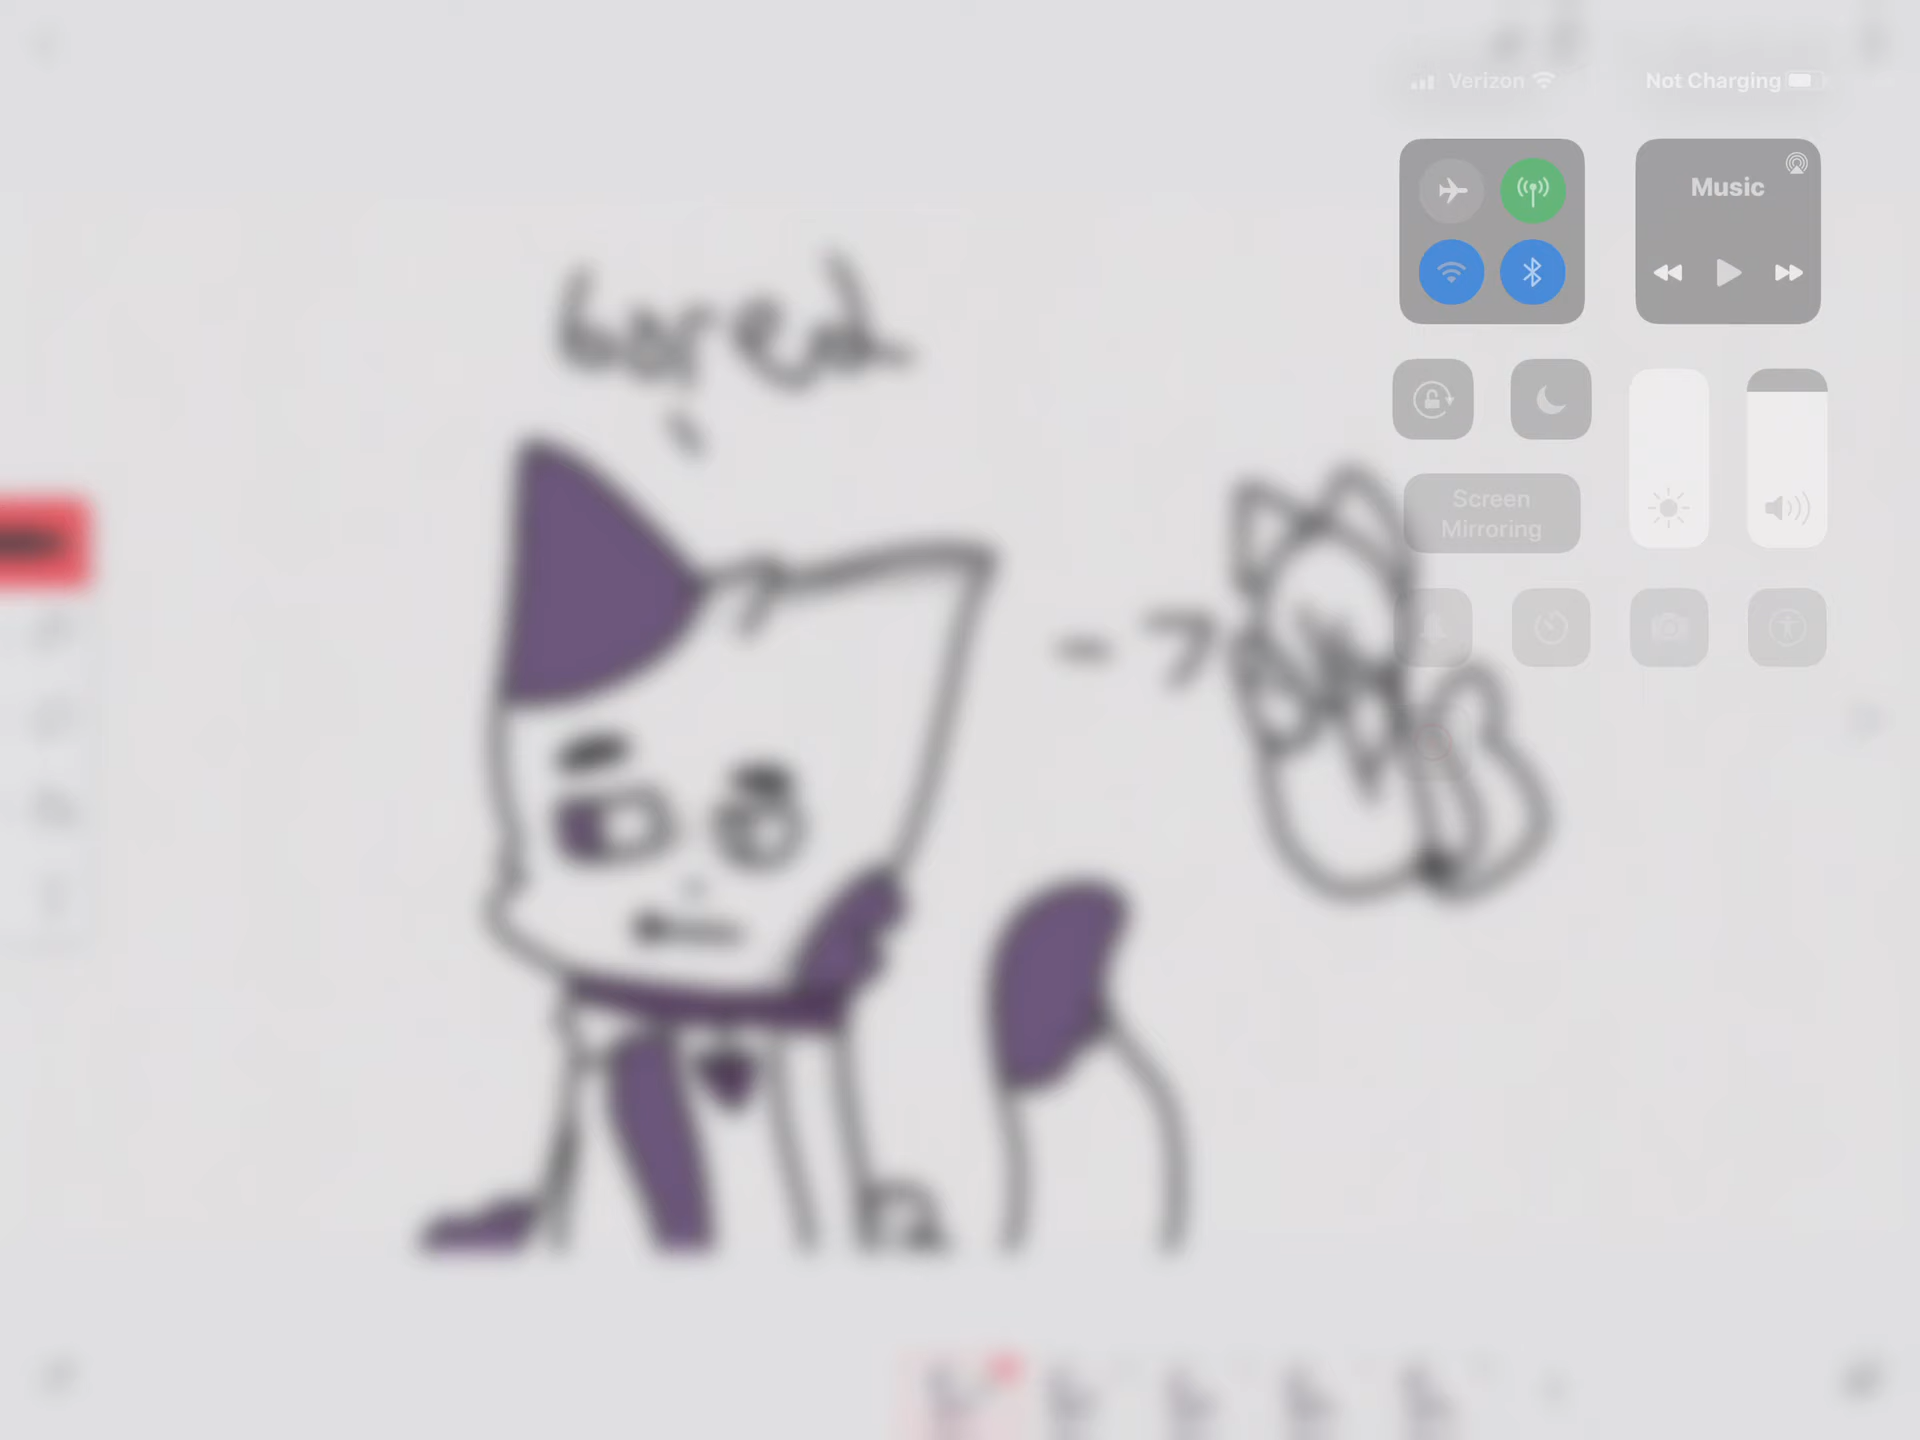 Verizon
Not Charging
Music
Screen
Mirroring
bored